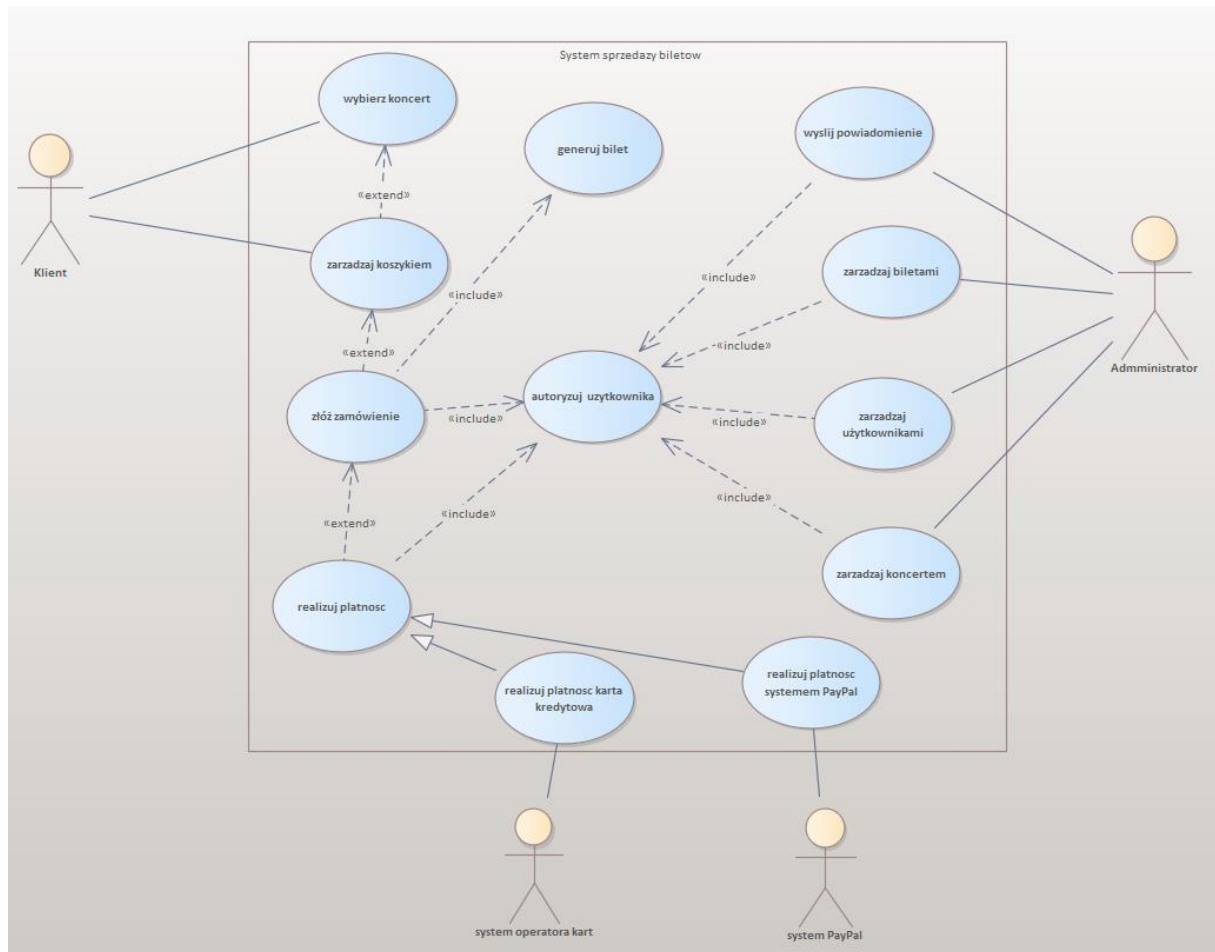 System sprzedazy biletow
wybierz koncert
generuj bilet
wyslij powiadomienie
«extend»
Klient
zarzadzaj koszykiem
zarzadzaj biletami
«include»
«include»
«extend»
«include»
Admministrator
złóż zamówienie
autoryzuj uzytkownika
zarzadzaj
użytkownikami
«include»
«include»
«extend»
«include»
«include»
realizuj platnosc
zarzadzaj koncertem
realizuj platnosc karta
kredytowa
realizuj platnosc
systemem PayPal
system operatora kart
system PayPal